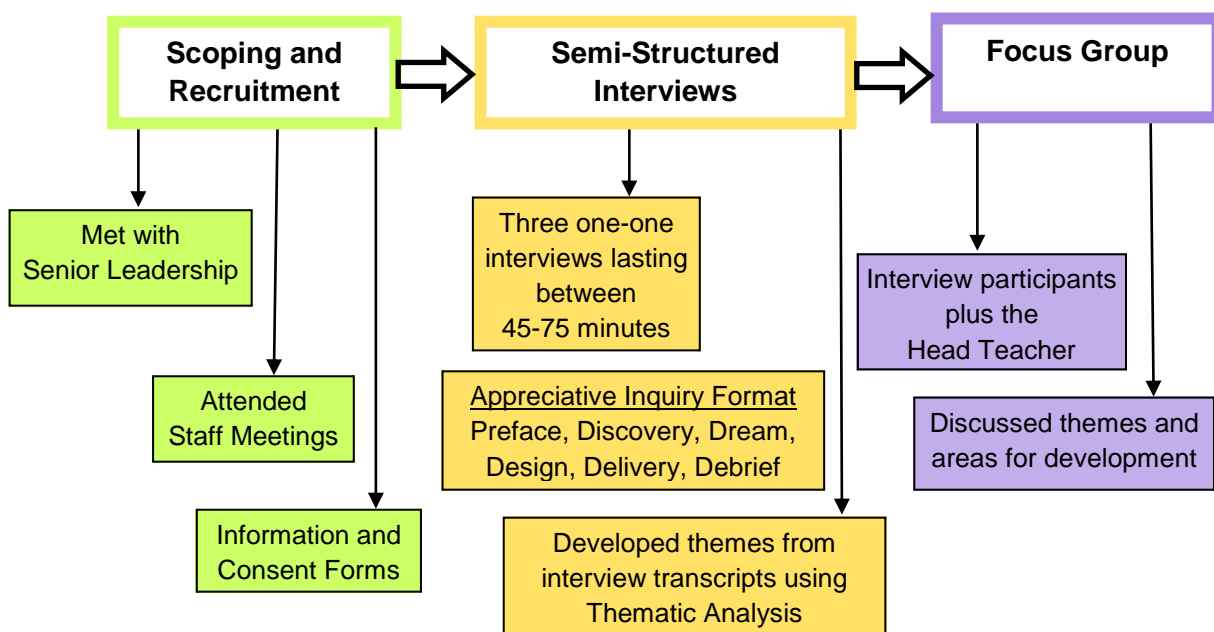 Scoping and
Recruitment
Semi-Structured
Interviews
Focus Group
Met with
Senior Leadership
Attended
Staff Meetings
Information and
Consent Forms
Three one-one
interviews lasting
between
45-75 minutes
Appreciative Inquiry Format
Preface, Discovery, Dream,
Design, Delivery, Debrief
Developed themes from
interview transcripts using
Thematic Analysis
Interview participants
plus the
Head Teacher
Discussed themes and
areas for development